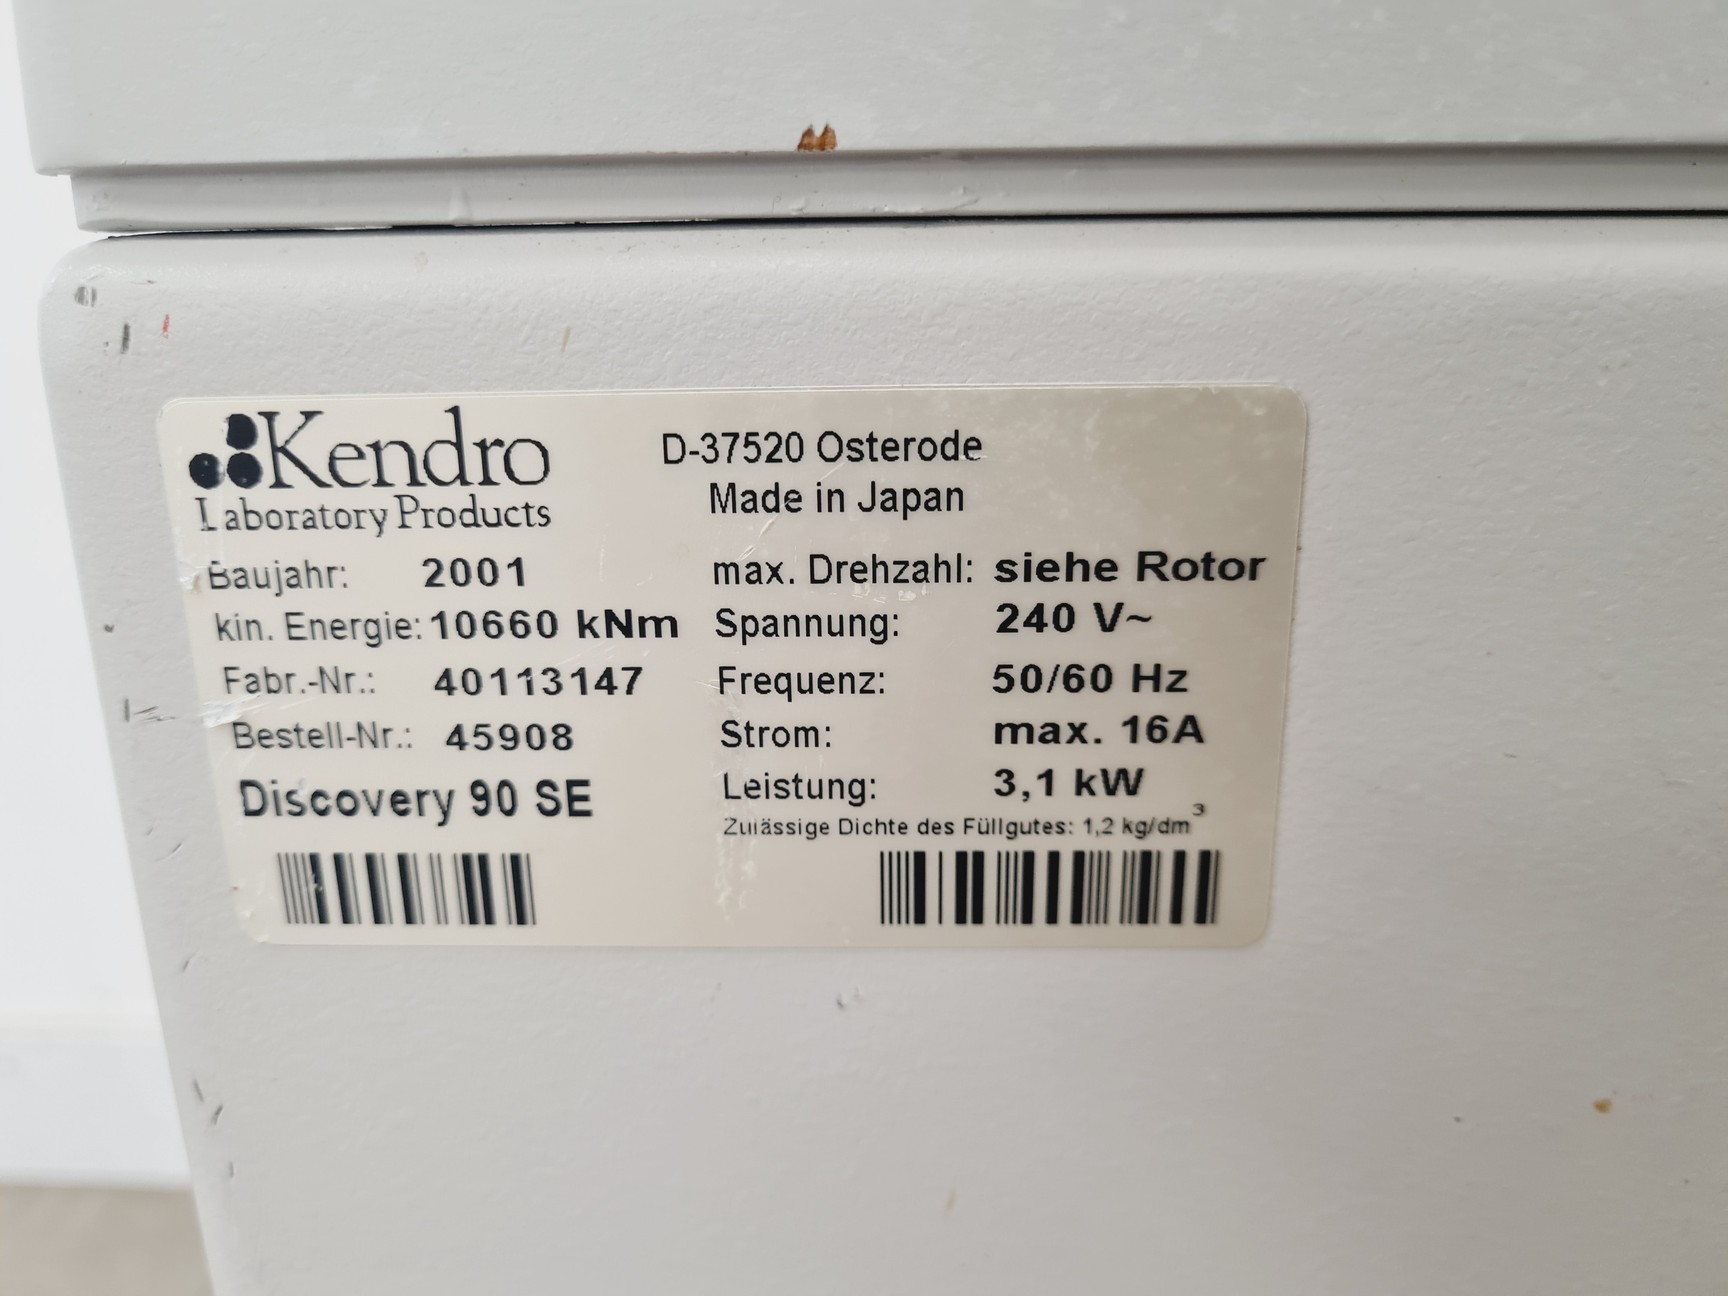 Kendro
Laboratory Products
D-37520 Osterode
Made in Japan
Baujahr: 2001
kin. Energie: 10660 kNm
Fabr.-Nr.: 40113147
Bestell-Nr.: 45908
Discovery 90 SE
max. Drehzahl: siehe Rotor
Spannung: 240 V~
Frequenz: 50/60 Hz
Strom: max. 16A
Leistung: 3,1 kW
Zulässige Dichte des Füllgutes: 1,2 kg/dm³